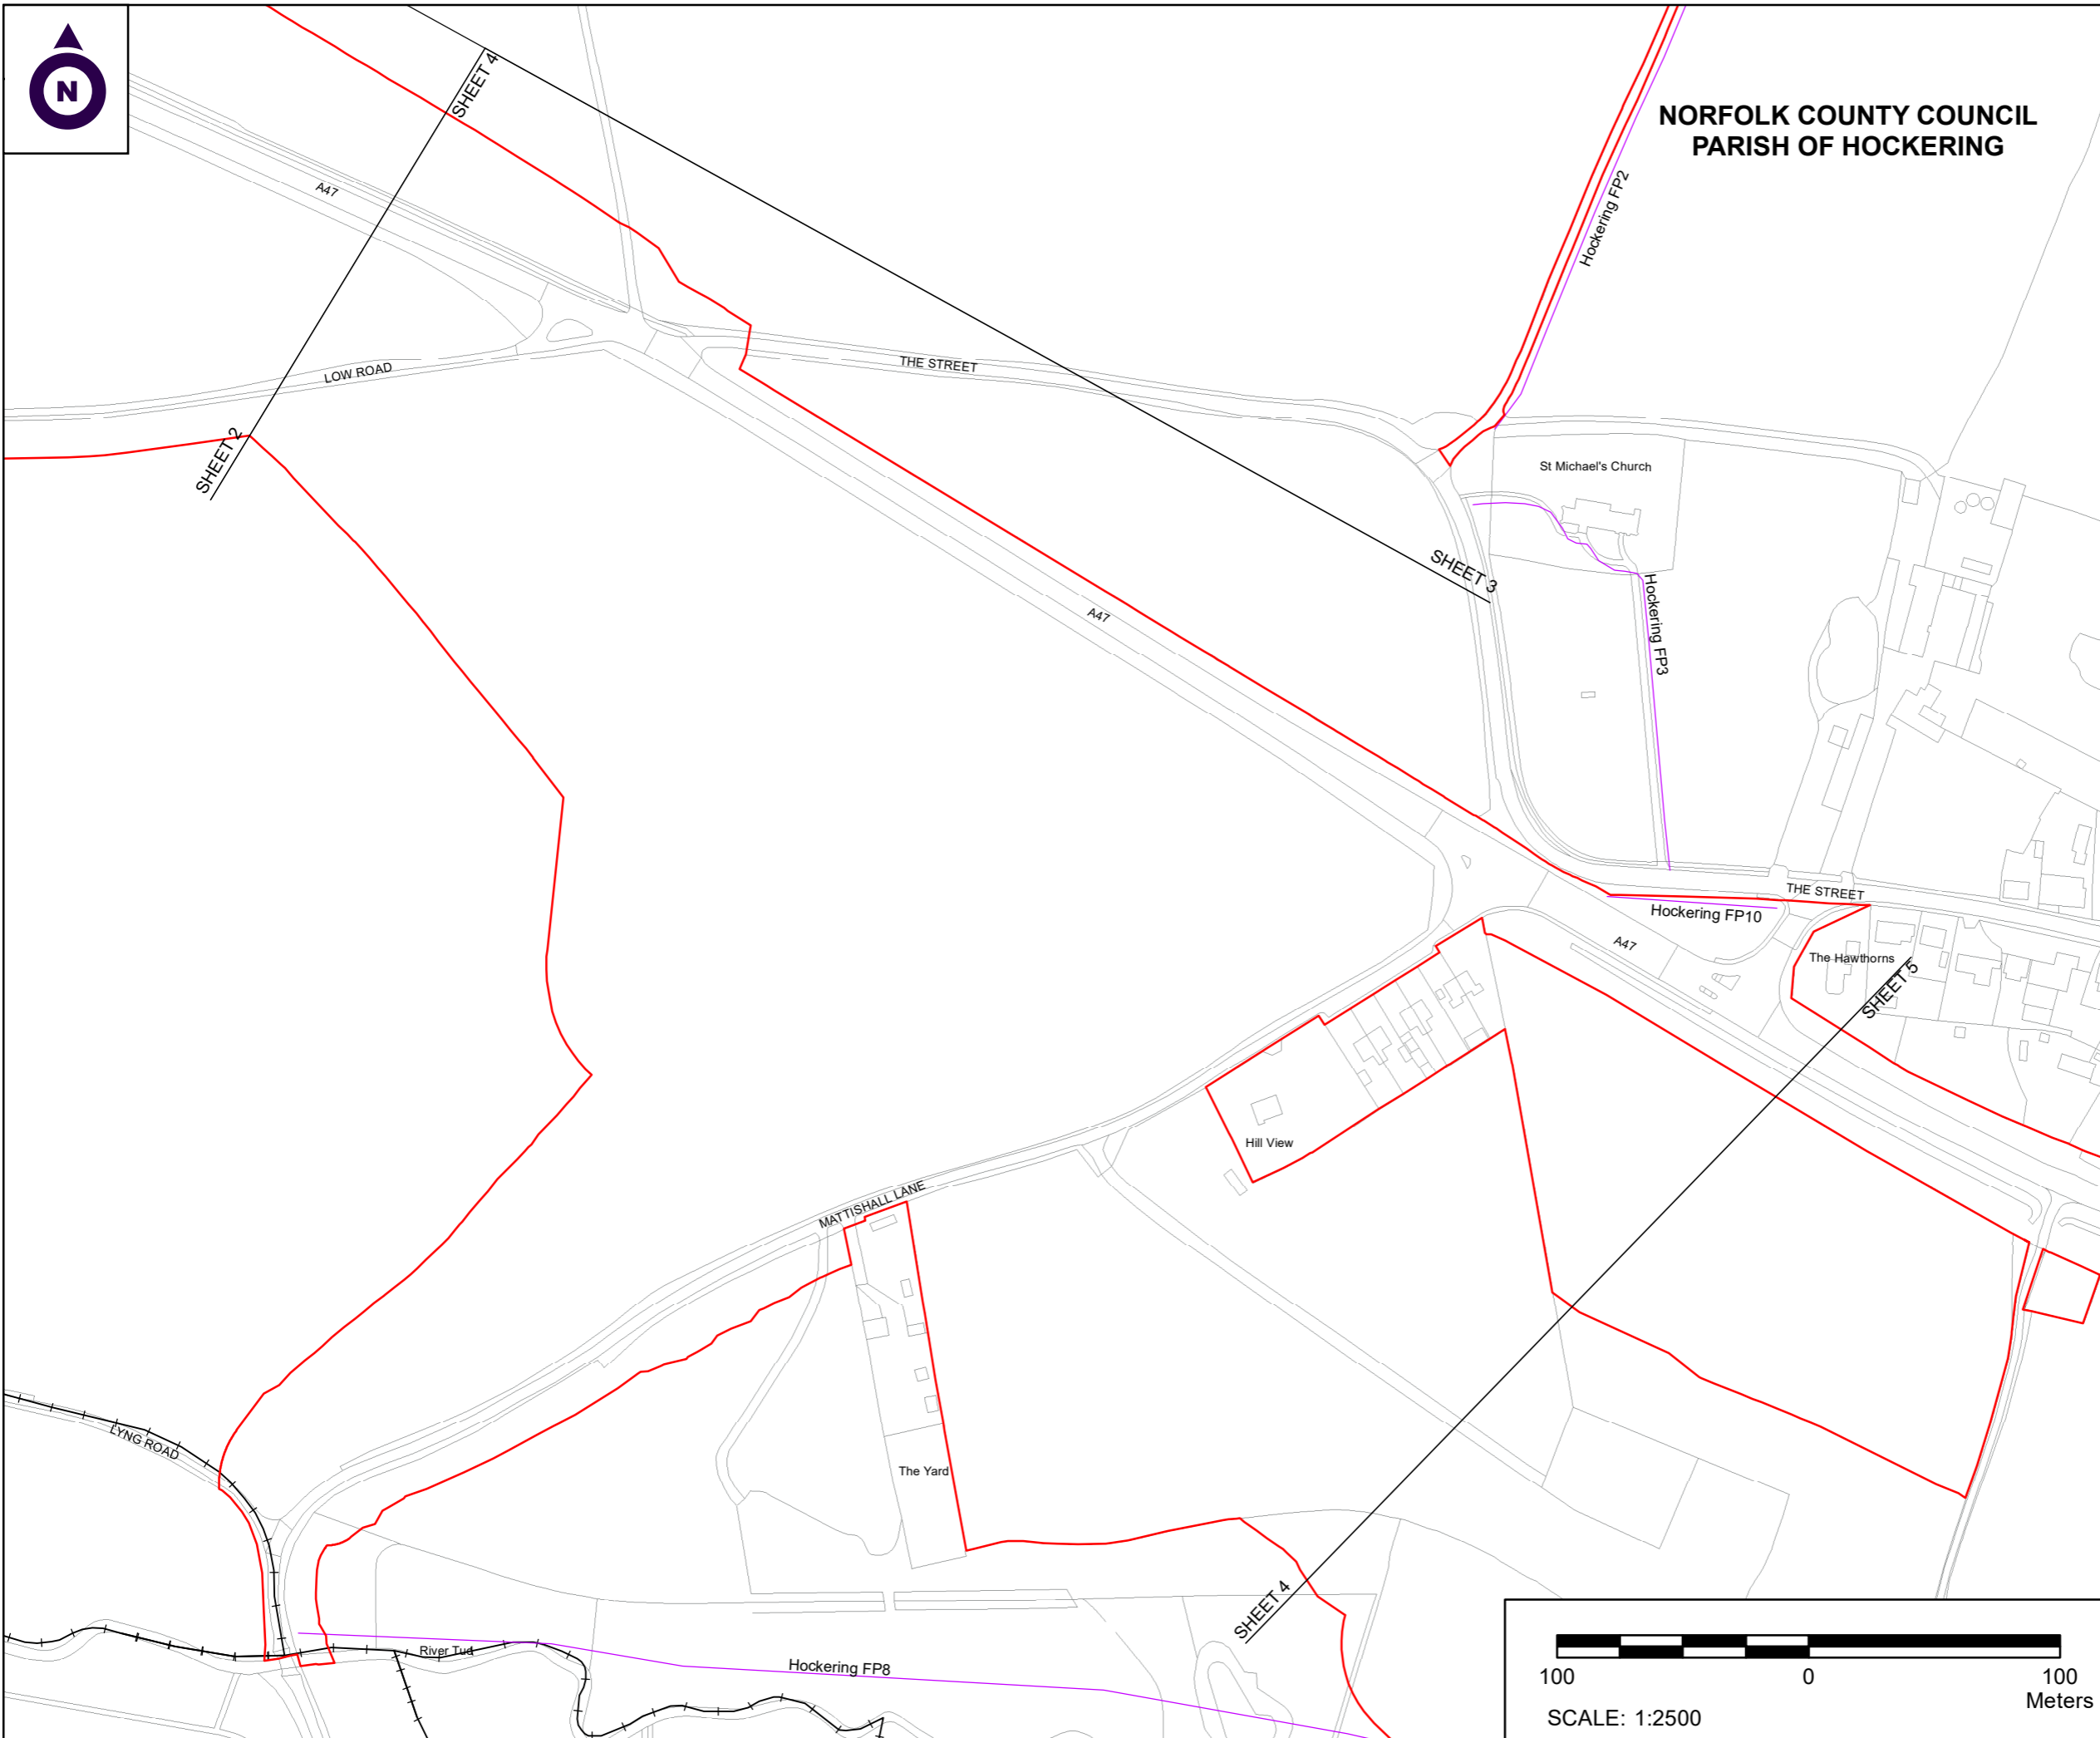 N
SHEET 4
NORFOLK COUNTY COUNCIL
PARISH OF HOCKERING
A47
Hockering FP2
LOW ROAD
THE STREET
SHEET 2
St Michael's Church
SHEET 3
A47
Hockering FP3
THE STREET
Hockering FP10
A47
The Hawthorns
SHEET 5
Hill View
MATTISHALL LANE
LYNG ROAD
The Yard
SHEET 4
River Tud
Hockering FP8
100 0 100
Meters
SCALE: 1:2500